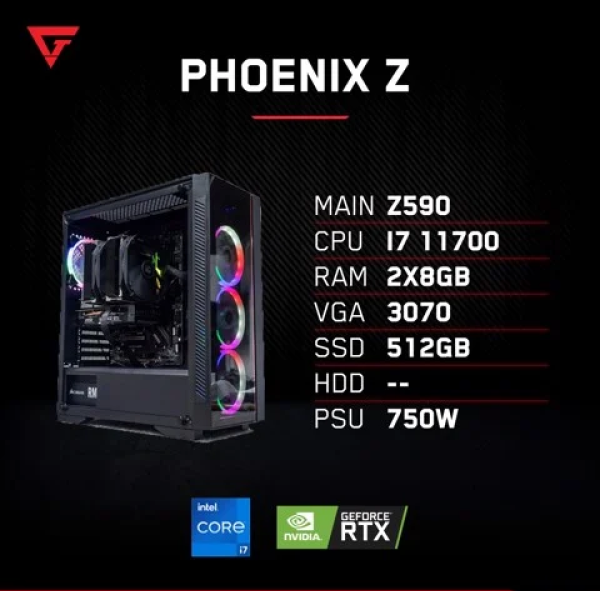 PHOENIX Z
MAIN Z590
CPU I7 11700
RAM 2X8GB
VGA 3070
SSD 512GB
HDD --
PSU 750W
RM
intel
CORE
i7
NVIDIA.
GEFORCE
RTX